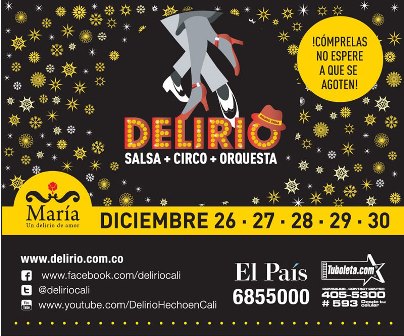 !CÓMPRELAS
NO ESPERE
A QUE SE
AGOTEN!
DELIRIO
SALSA + CIRCO + ORQUESTA
María
Un delirio de amor
DICIEMBRE 26 · 27 · 28 · 29 · 30
www.delirio.com.co
www.facebook.com/deliriocali
@deliriocali
www.youtube.com/DelirioHechoenCali
El País
6855000
Tuboleta.com
405-5300
# 593